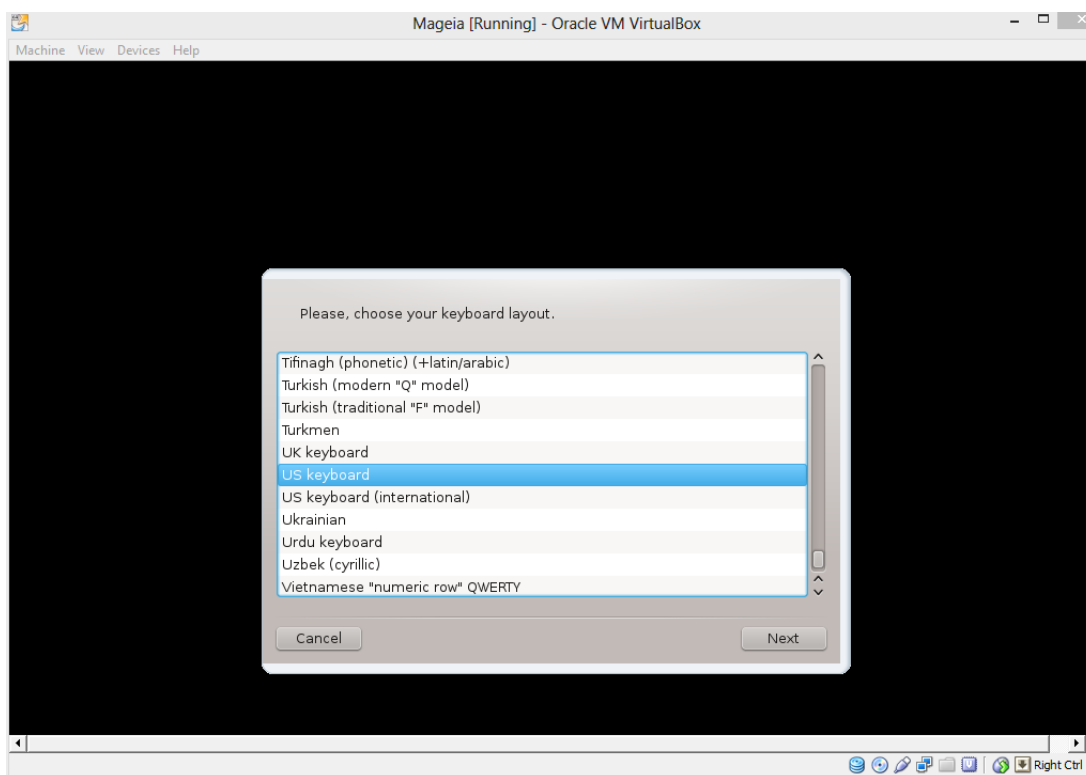 Mageia [Running] - Oracle VM VirtualBox
Machine View Devices Help
Please, choose your keyboard layout.
Tifinagh (phonetic) (+latin/arabic)
Turkish (modern "Q" model)
Turkish (traditional "F" model)
Turkmen
UK keyboard
US keyboard
US keyboard (international)
Ukrainian
Urdu keyboard
Uzbek (cyrillic)
Vietnamese "numeric row" QWERTY
Cancel Next
Right Ctrl